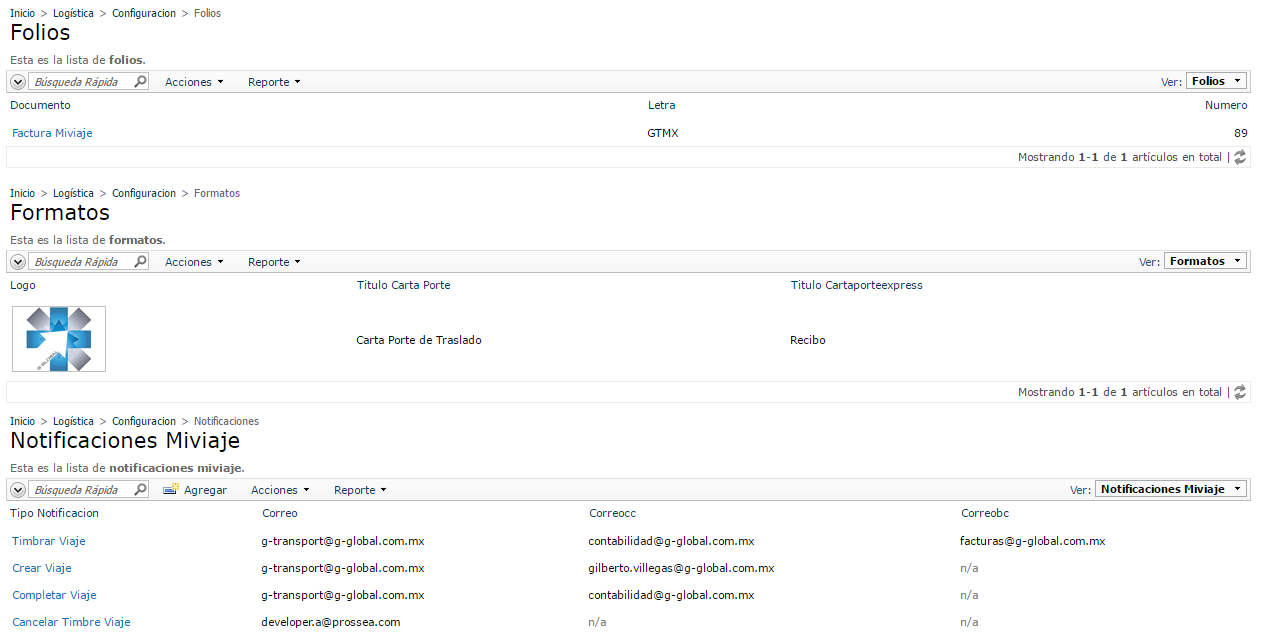 Inicio > Logística > Configuracion > Folios
Folios
Esta es la lista de folios.
Búsqueda Rápida Acciones Reporte Ver: Folios
Documento Letra Numero
Factura Miviaje GTMX 89
Mostrando 1-1 de 1 artículos en total |
Inicio > Logística > Configuracion > Formatos
Formatos
Esta es la lista de formatos.
Búsqueda Rápida Acciones Reporte Ver: Formatos
Logo Titulo Carta Porte Titulo Cartaporteexpress
Carta Porte de Traslado Recibo
Mostrando 1-1 de 1 artículos en total |
Inicio > Logística > Configuracion > Notificaciones
Notificaciones Miviaje
Esta es la lista de notificaciones miviaje.
Búsqueda Rápida Agregar Acciones Reporte Ver: Notificaciones Miviaje
Tipo Notificacion Correo Correocc Correobc
Timbrar Viaje g-transport@g-global.com.mx contabilidad@g-global.com.mx facturas@g-global.com.mx
Crear Viaje g-transport@g-global.com.mx gilberto.villegas@g-global.com.mx n/a
Completar Viaje g-transport@g-global.com.mx contabilidad@g-global.com.mx n/a
Cancelar Timbre Viaje developer.a@prossea.com n/a n/a